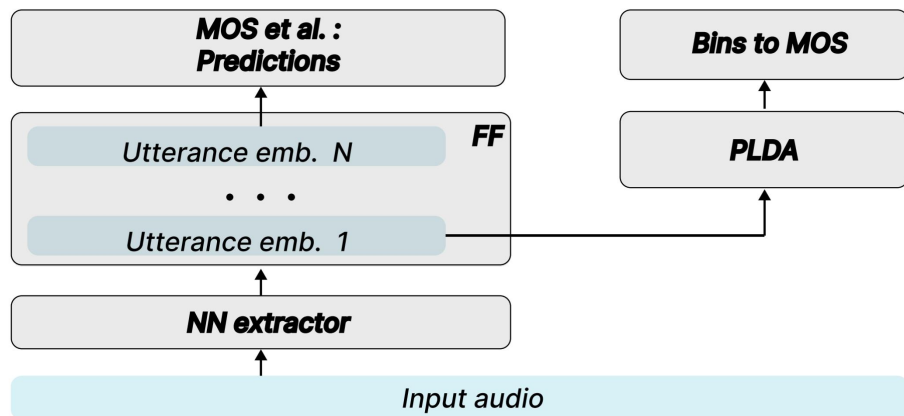 MOS et al. :
Predictions
Bins to MOS
FF
Utterance emb. N
PLDA
. . .
Utterance emb. 1
NN extractor
Input audio